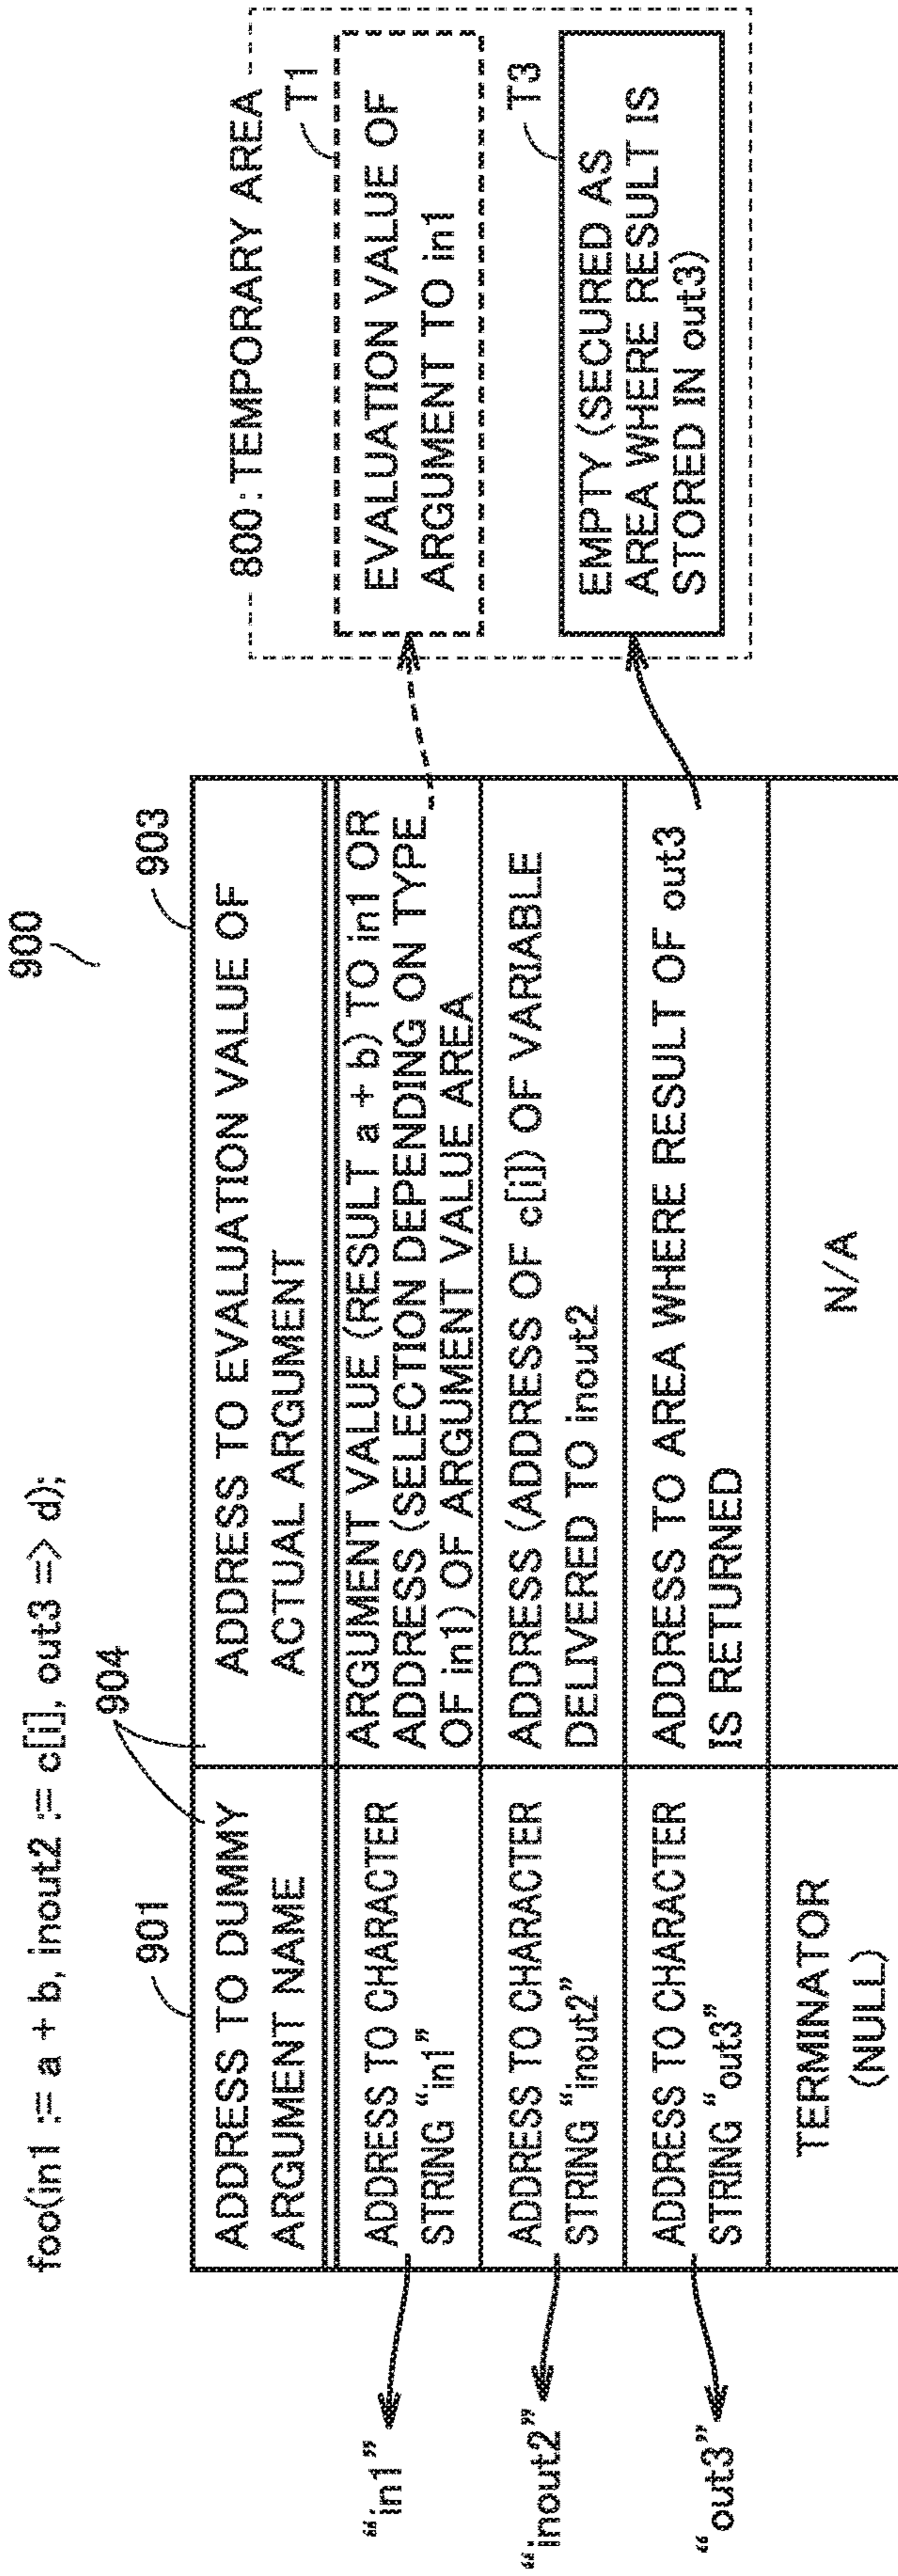 foo(in1 := a + b, inout2 := c[i], out3 => d);
900
901
904
903
ADDRESS TO DUMMY
ARGUMENT NAME
ADDRESS TO EVALUATION VALUE OF
ACTUAL ARGUMENT
ADDRESS TO CHARACTER
STRING “in1”
ARGUMENT VALUE (RESULT a + b) TO in1 OR
ADDRESS (SELECTION DEPENDING ON TYPE
OF in1) OF ARGUMENT VALUE AREA
ADDRESS TO CHARACTER
STRING “inout2”
ADDRESS (ADDRESS OF c[i]) OF VARIABLE
DELIVERED TO inout2
ADDRESS TO CHARACTER
STRING “out3”
ADDRESS TO AREA WHERE RESULT OF out3
IS RETURNED
TERMINATOR
(NULL)
N/A
“in1”
“inout2”
“out3”
800:TEMPORARY AREA
T1
EVALUATION VALUE OF
ARGUMENT TO in1
T3
EMPTY (SECURED AS
AREA WHERE RESULT IS
STORED IN out3)